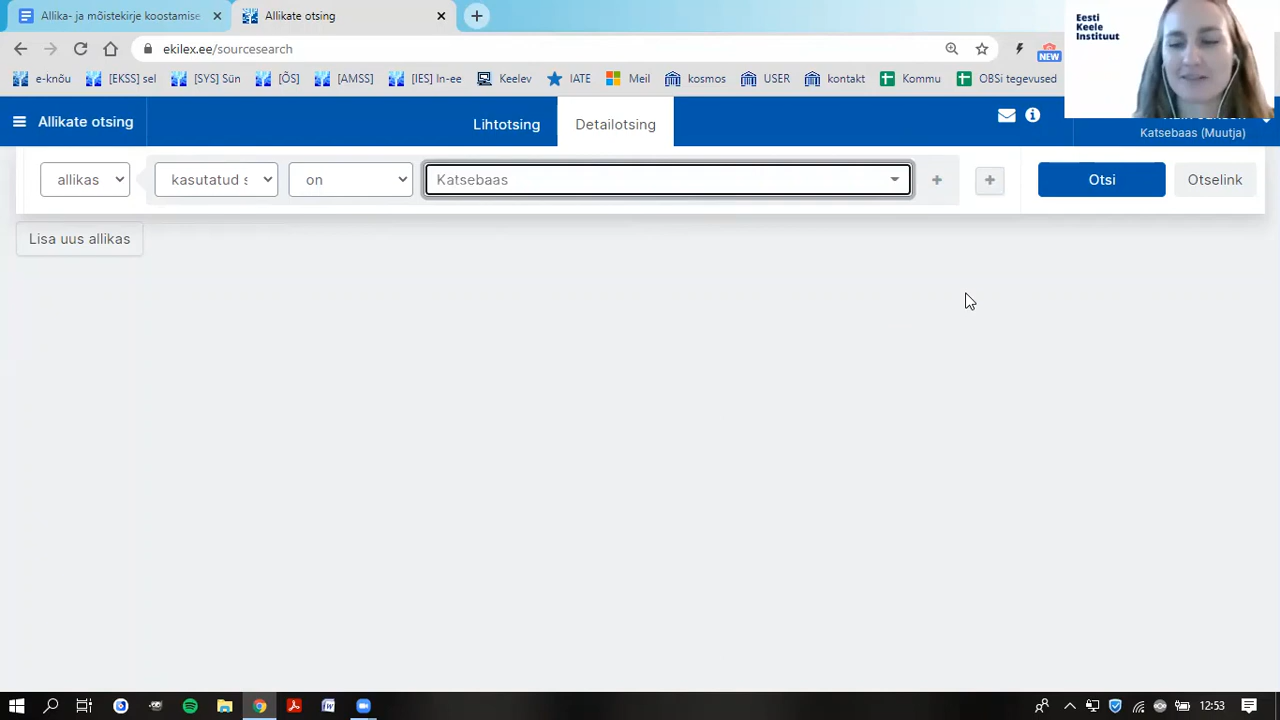 Allika- ja mõistekirje koostamise
Allikate otsing
Eesti
Keele
Instituut
ekilex.ee/sourcesearch
NEW
e-knõu
[EKSS] sel
[SYS] Sün
[ÕS]
[AMSS]
[IES] In-ee
Keelev
IATE
Meil
kosmos
USER
kontakt
Kommu
OBSi tegevused
Allikate otsing
Lihtotsing
Detailotsing
Katsebaas (Muutja)
allikas
kasutatud s
on
Katsebaas
Otsi
Otselink
Lisa uus allikas
12:53